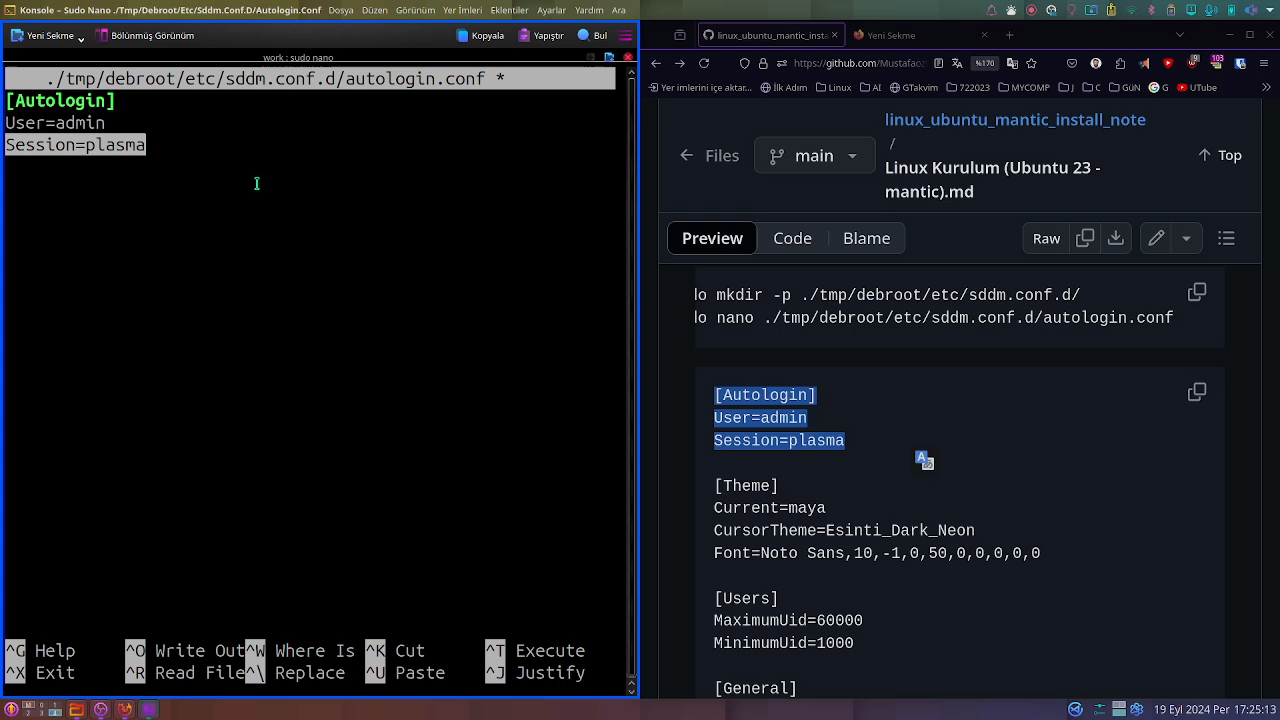 Konsole – Sudo Nano ./Tmp/Debroot/Etc/Sddm.Conf.D/Autologin.Conf Dosya Düzen Görünüm Yer İmleri Eklentiler Ayarlar Yardım Ara
Yeni Sekme Bölünmüş Görünüm Kopyala Yapıştır Bul
work : sudo nano
./tmp/debroot/etc/sddm.conf.d/autologin.conf *
[Autologin]
User=admin
Session=plasma
^G Help ^O Write Out ^W Where Is ^K Cut ^T Execute
^X Exit ^R Read File ^\ Replace ^U Paste ^J Justify
linux_ubuntu_mantic_insta Yeni Sekme
https://github.com/Mustafaoz %170
Yer imlerini içe aktar... İlk Adım Linux AI GTakvim 722023 MYCOMP J C GüN G UTube
Files main
linux_ubuntu_mantic_install_note
/
Linux Kurulum (Ubuntu 23 -
mantic).md
Top
Preview Code Blame Raw
do mkdir -p ./tmp/debroot/etc/sddm.conf.d/
do nano ./tmp/debroot/etc/sddm.conf.d/autologin.conf
[Autologin]
User=admin
Session=plasma
[Theme]
Current=maya
CursorTheme=Esinti_Dark_Neon
Font=Noto Sans,10,-1,0,50,0,0,0,0,0
[Users]
MaximumUid=60000
MinimumUid=1000
[General]
19 Eyl 2024 Per 17:25:13